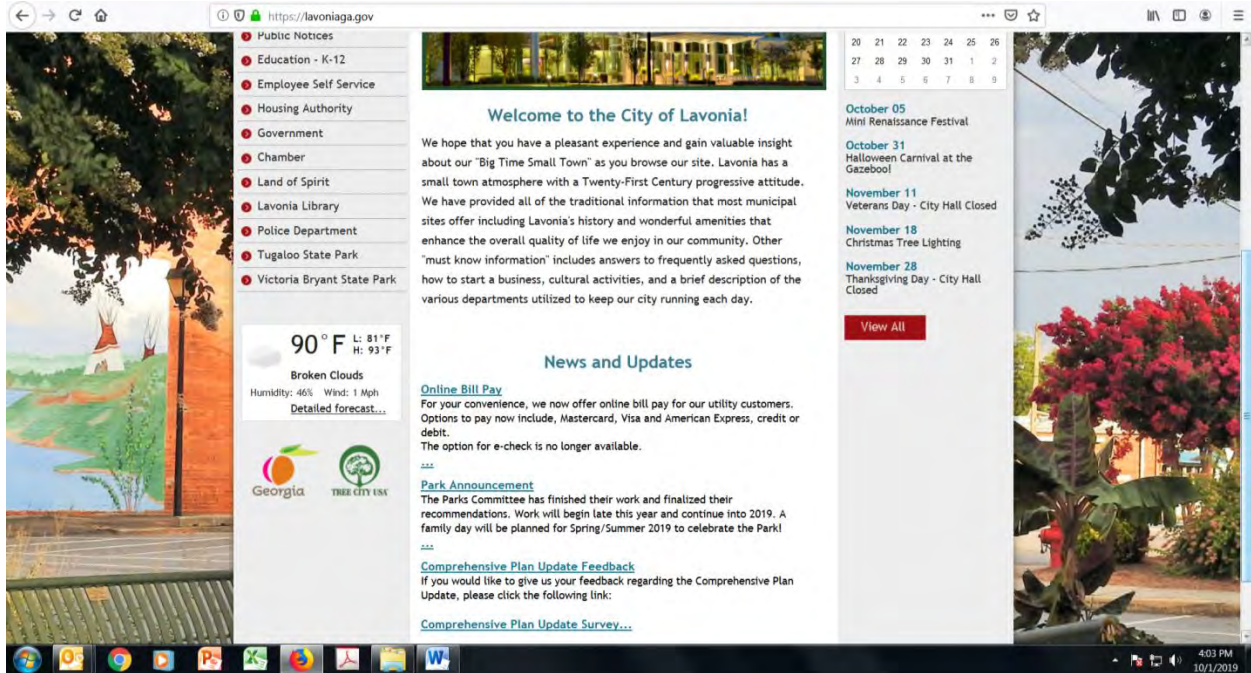 https://lavoniaga.gov
Public Notices
Education - K-12
Employee Self Service
Housing Authority
Government
Chamber
Land of Spirit
Lavonia Library
Police Department
Tugaloo State Park
Victoria Bryant State Park
90°F L: 81°F
H: 93°F
Broken Clouds
Humidity: 46% Wind: 1 Mph
Detailed forecast...
Georgia
TREE CITY USA
Welcome to the City of Lavonia!
We hope that you have a pleasant experience and gain valuable insight
about our "Big Time Small Town" as you browse our site. Lavonia has a
small town atmosphere with a Twenty-First Century progressive attitude.
We have provided all of the traditional information that most municipal
sites offer including Lavonia's history and wonderful amenities that
enhance the overall quality of life we enjoy in our community. Other
"must know information" includes answers to frequently asked questions,
how to start a business, cultural activities, and a brief description of the
various departments utilized to keep our city running each day.
News and Updates
Online Bill Pay
For your convenience, we now offer online bill pay for our utility customers.
Options to pay now include, Mastercard, Visa and American Express, credit or
debit.
The option for e-check is no longer available.
...
Park Announcement
The Parks Committee has finished their work and finalized their
recommendations. Work will begin late this year and continue into 2019. A
family day will be planned for Spring/Summer 2019 to celebrate the Park!
...
Comprehensive Plan Update Feedback
If you would like to give us your feedback regarding the Comprehensive Plan
Update, please click the following link:
Comprehensive Plan Update Survey...
20 21 22 23 24 25 26
27 28 29 30 31 1 2
3 4 5 6 7 8 9
October 05
Mini Renaissance Festival
October 31
Halloween Carnival at the
Gazeboo!
November 11
Veterans Day - City Hall Closed
November 18
Christmas Tree Lighting
November 28
Thanksgiving Day - City Hall
Closed
View All
4:03 PM
10/1/2019